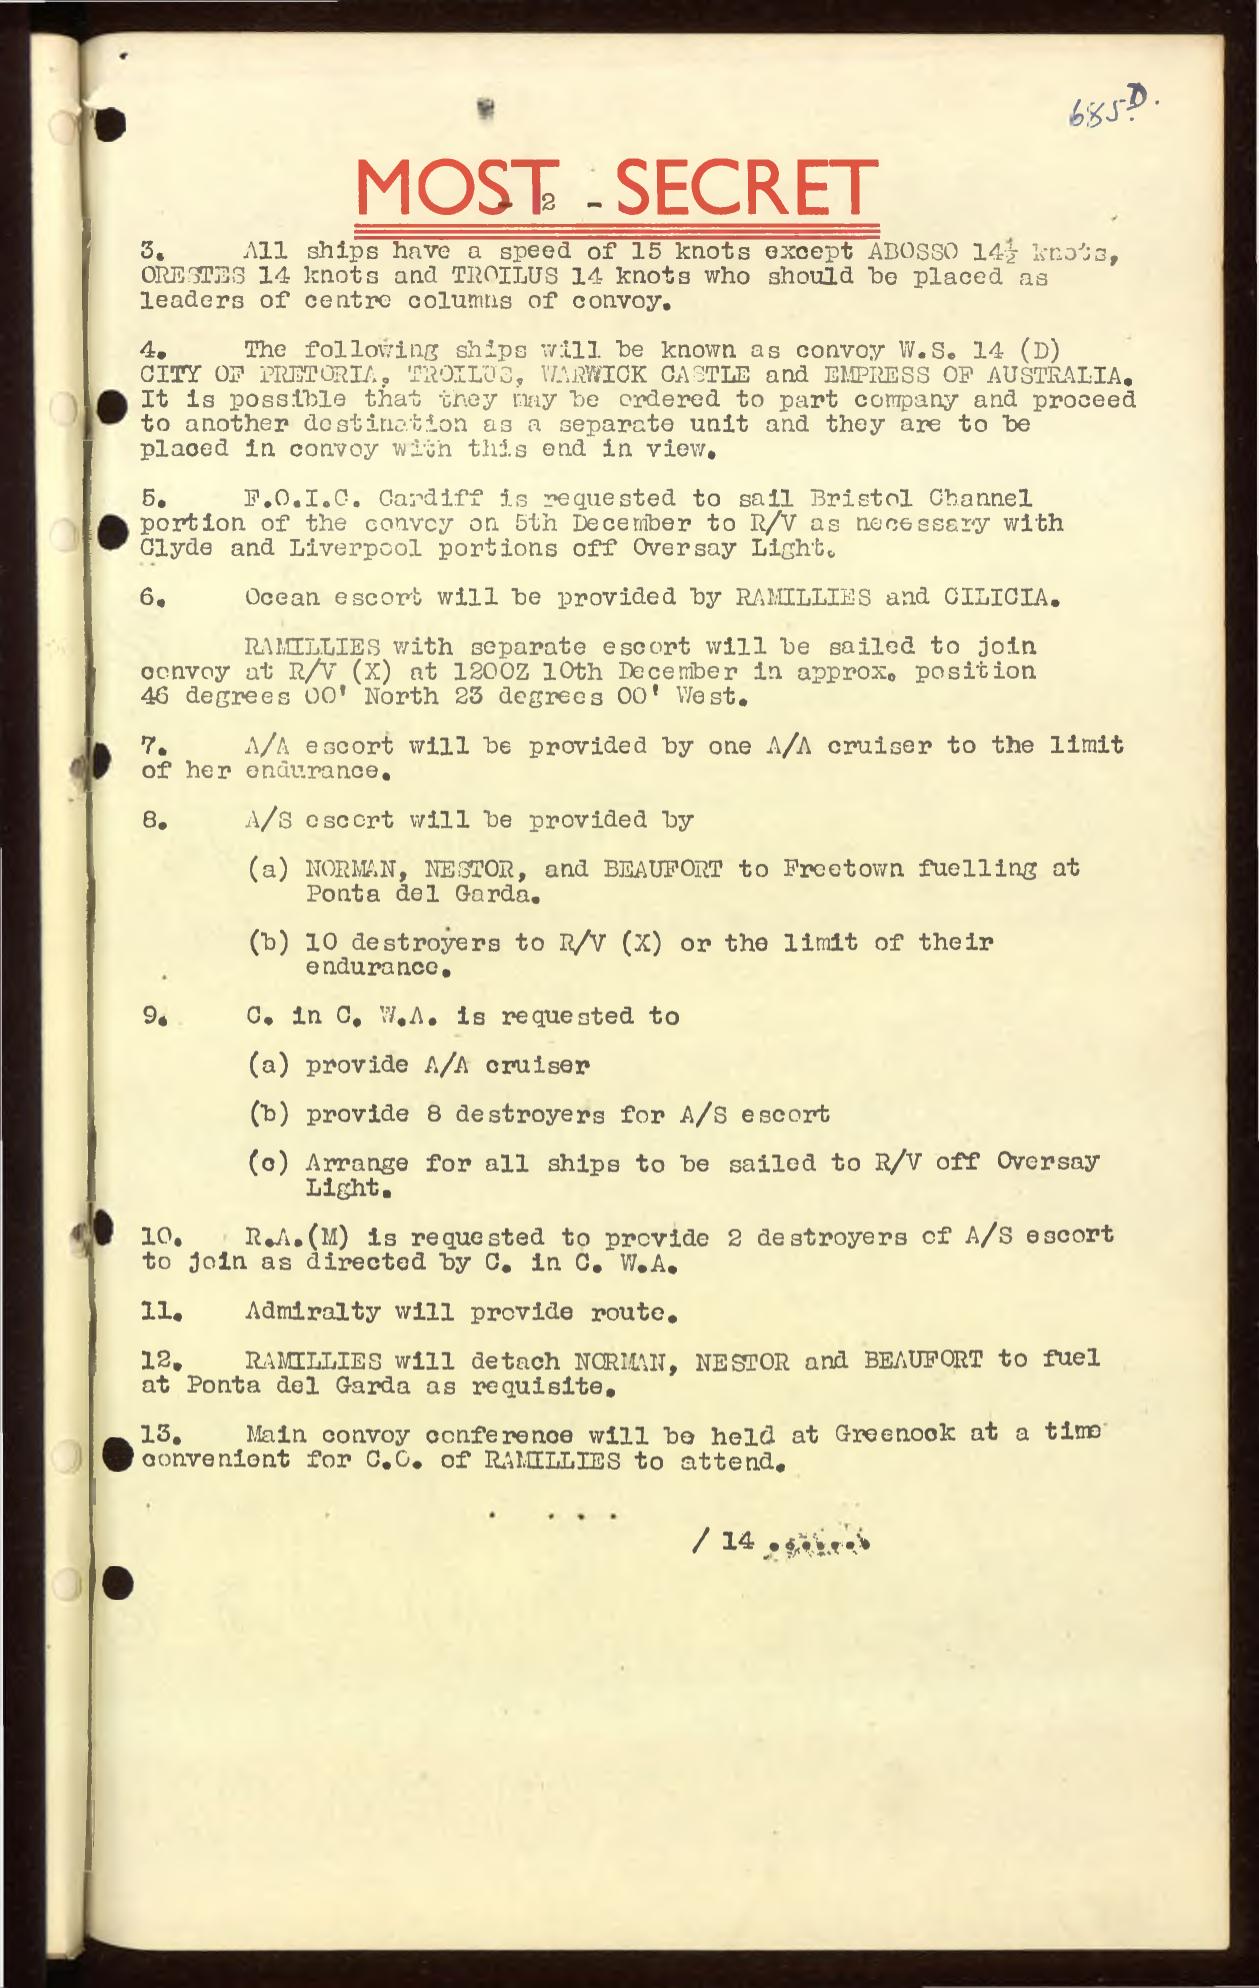 685D.
MOST SECRET
- 2 -
3. All ships have a speed of 15 knots except ABOSSO 14½ knots,
ORESTES 14 knots and TROILUS 14 knots who should be placed as
leaders of centre columns of convoy.
4. The following ships will be known as convoy W.S. 14 (D)
CITY OF PRETORIA, TROILUS, WARWICK CASTLE and EMPRESS OF AUSTRALIA.
It is possible that they may be ordered to part company and proceed
to another destination as a separate unit and they are to be
placed in convoy with this end in view.
5. F.O.I.C. Cardiff is requested to sail Bristol Channel
portion of the convoy on 5th December to R/V as necessary with
Clyde and Liverpool portions off Oversay Light.
6. Ocean escort will be provided by RAMILLIES and CILICIA.
RAMILLIES with separate escort will be sailed to join
convoy at R/V (X) at 1200Z 10th December in approx. position
46 degrees 00' North 23 degrees 00' West.
7. A/A escort will be provided by one A/A cruiser to the limit
of her endurance.
8. A/S escort will be provided by
(a) NORMAN, NESTOR, and BEAUFORT to Freetown fuelling at
Ponta del Garda.
(b) 10 destroyers to R/V (X) or the limit of their
endurance.
9. C. in C. W.A. is requested to
(a) provide A/A cruiser
(b) provide 8 destroyers for A/S escort
(c) Arrange for all ships to be sailed to R/V off Oversay
Light.
10. R.A.(M) is requested to provide 2 destroyers of A/S escort
to join as directed by C. in C. W.A.
11. Admiralty will provide route.
12. RAMILLIES will detach NORMAN, NESTOR and BEAUFORT to fuel
at Ponta del Garda as requisite.
13. Main convoy conference will be held at Greenock at a time
convenient for C.O. of RAMILLIES to attend.
/ 14 .......